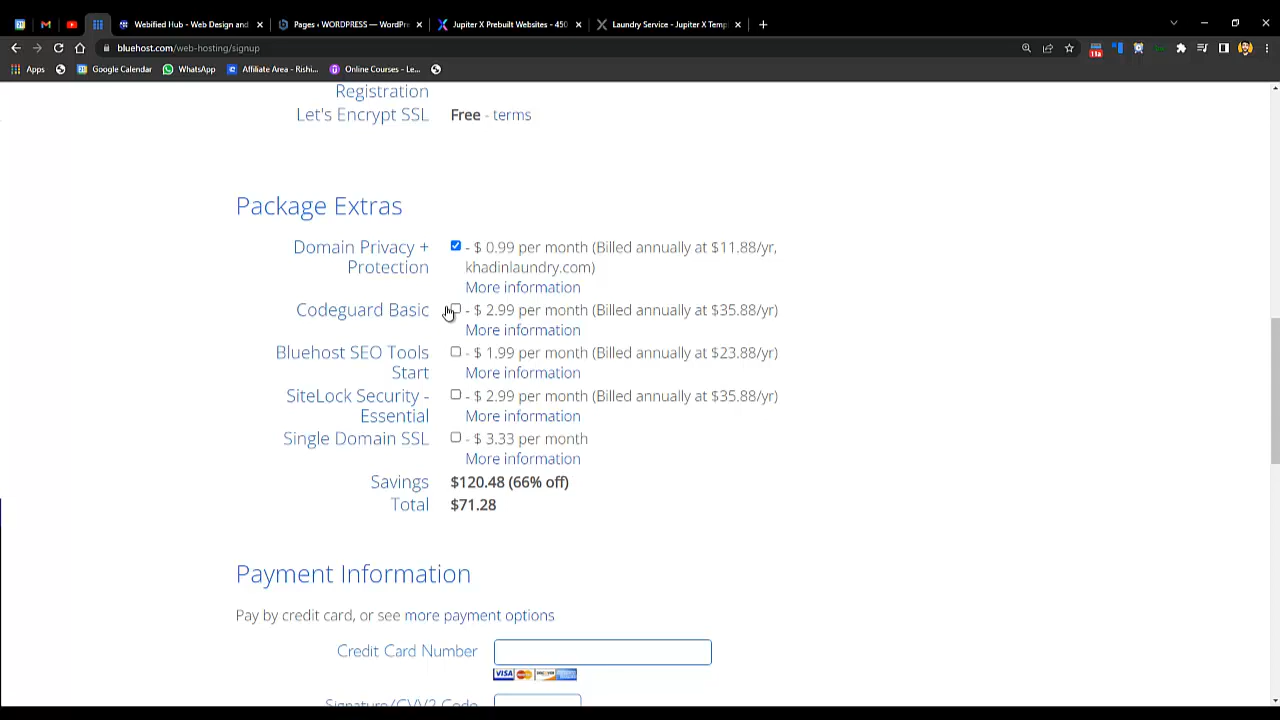 Webified Hub - Web Design and
Pages ‹ WORDPRESS — WordPr
Jupiter X Prebuilt Websites - 450
Laundry Service - Jupiter X Temp
bluehost.com/web-hosting/signup
Apps
Google Calendar
WhatsApp
Affiliate Area - Rishi...
Online Courses - Le...
Registration
Let's Encrypt SSL Free - terms
Package Extras
Domain Privacy + - $ 0.99 per month (Billed annually at $11.88/yr,
Protection khadinlaundry.com)
More information
Codeguard Basic - $ 2.99 per month (Billed annually at $35.88/yr)
More information
Bluehost SEO Tools - $ 1.99 per month (Billed annually at $23.88/yr)
Start More information
SiteLock Security - - $ 2.99 per month (Billed annually at $35.88/yr)
Essential More information
Single Domain SSL - $ 3.33 per month
More information
Savings $120.48 (66% off)
Total $71.28
Payment Information
Pay by credit card, or see more payment options
Credit Card Number
VISA
Signature/CVV2 Code